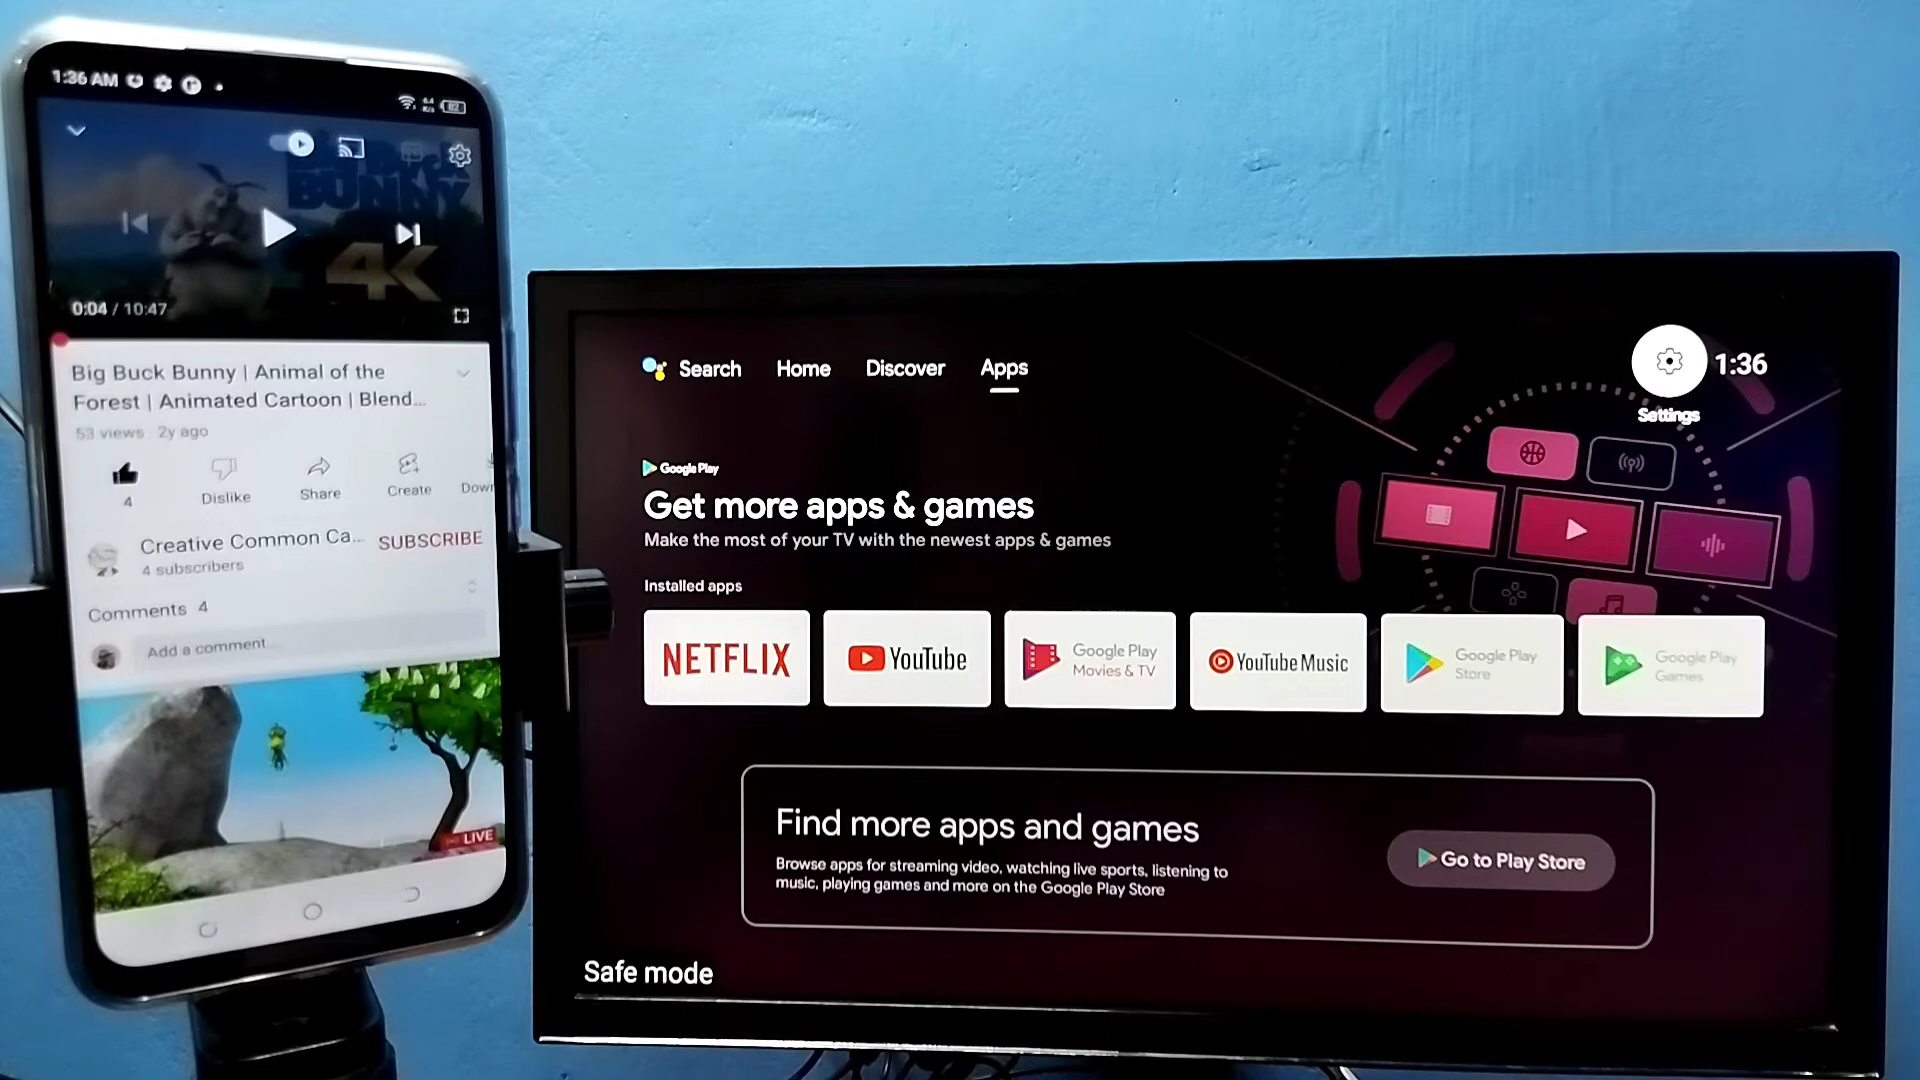 1:36 AM
82
BUNNY
4K
0:04 / 10:47
Big Buck Bunny | Animal of the
Forest | Animated Cartoon | Blend...
53 views 2y ago
4
Dislike
Share
Create
Down
Creative Common Ca...
SUBSCRIBE
4 subscribers
Comments 4
Add a comment...
LIVE
Search
Home
Discover
Apps
1:36
Settings
Google Play
Get more apps & games
Make the most of your TV with the newest apps & games
Installed apps
NETFLIX
YouTube
Google Play
Movies & TV
YouTube Music
Google Play
Store
Google Play
Games
Find more apps and games
Browse apps for streaming video, watching live sports, listening to
music, playing games and more on the Google Play Store
Go to Play Store
Safe mode